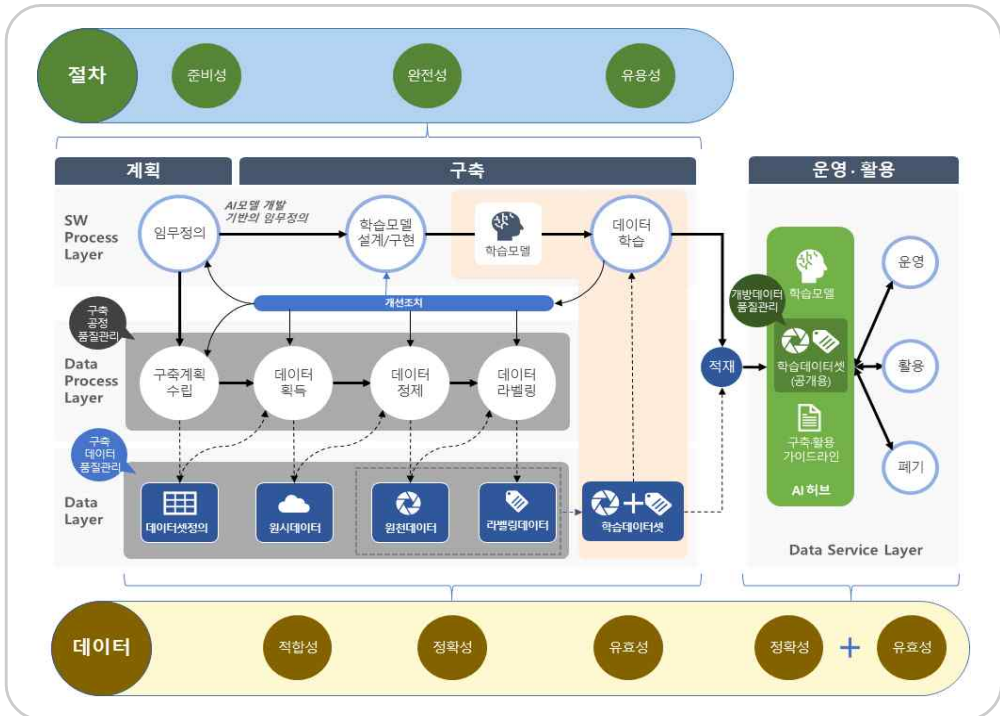 절차
준비성
완전성
유용성
계획
구축
운영·활용
SW
Process
Layer
임무정의
AI모델 개발
기반의 임무정의
학습모델
설계/구현
학습모델
데이터
학습
개선조치
구축
공정
품질관리
Data
Process
Layer
구축계획
수립
데이터
획득
데이터
정제
데이터
라벨링
적재
개방데이터
품질관리
학습모델
학습데이터셋
(공개용)
구축·활용
가이드라인
AI 허브
운영
활용
폐기
구축
데이터
품질관리
Data
Layer
데이터셋정의
원시데이터
원천데이터
라벨링데이터
학습데이터셋
Data Service Layer
데이터
적합성
정확성
유효성
정확성
+
유효성